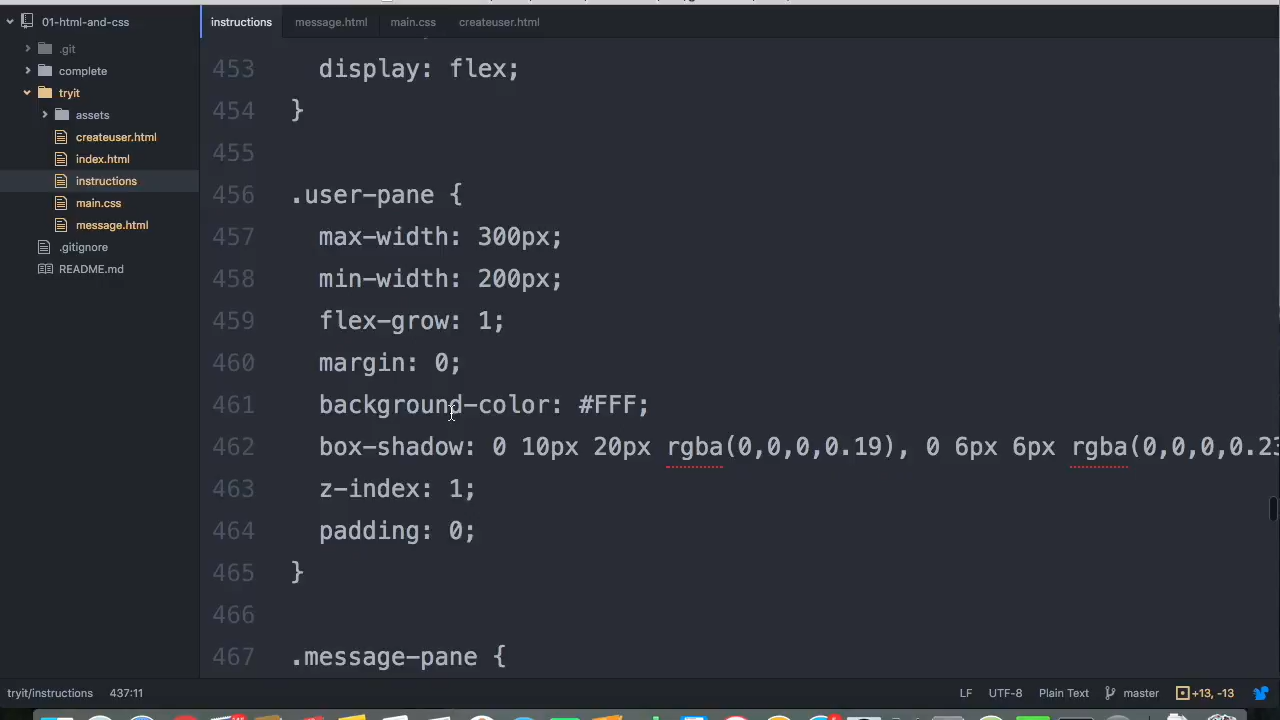 01-html-and-css
instructions
message.html
main.css
createuser.html
.git
complete
tryit
assets
createuser.html
index.html
instructions
main.css
message.html
.gitignore
README.md
453 display: flex;
454 }
455
456 .user-pane {
457 max-width: 300px;
458 min-width: 200px;
459 flex-grow: 1;
460 margin: 0;
461 background-color: #FFF;
462 box-shadow: 0 10px 20px rgba(0,0,0,0.19), 0 6px 6px rgba(0,0,0,0.23
463 z-index: 1;
464 padding: 0;
465 }
466
467 .message-pane {
tryit/instructions 437:11 LF UTF-8 Plain Text master +13, -13